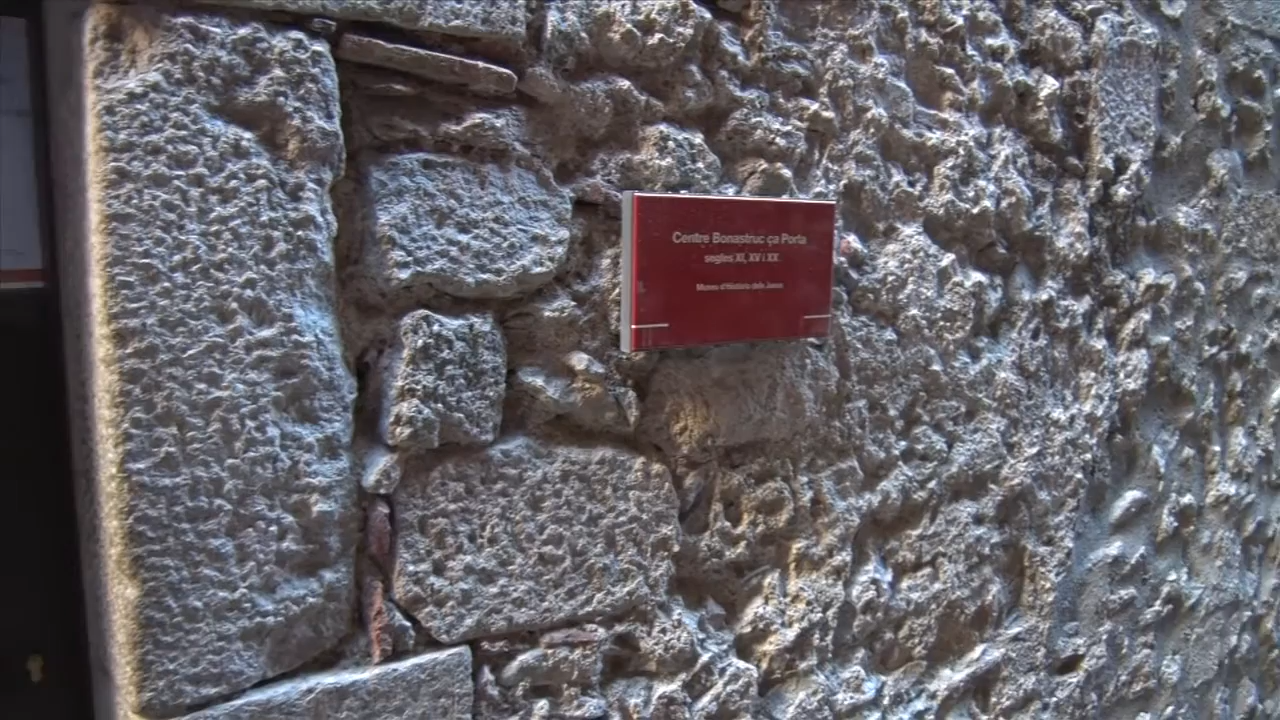 Centre Bonastruc ça Porta
segles XI, XV i XX
Museu d'Història dels Jueus